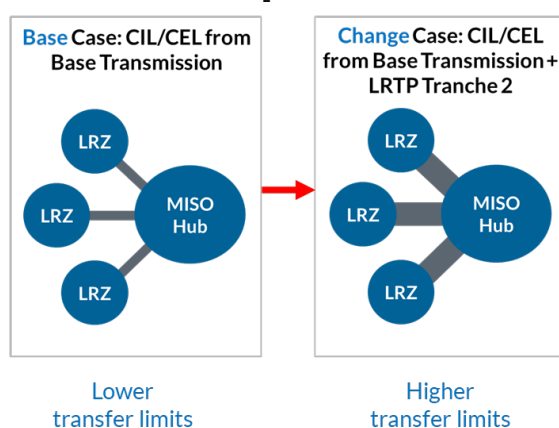 Base Case: CIL/CEL from
Base Transmission
LRZ
LRZ
MISO
Hub
LRZ
Lower
transfer limits
Change Case: CIL/CEL
from Base Transmission +
LRTP Tranche 2
LRZ
LRZ
MISO
Hub
LRZ
Higher
transfer limits